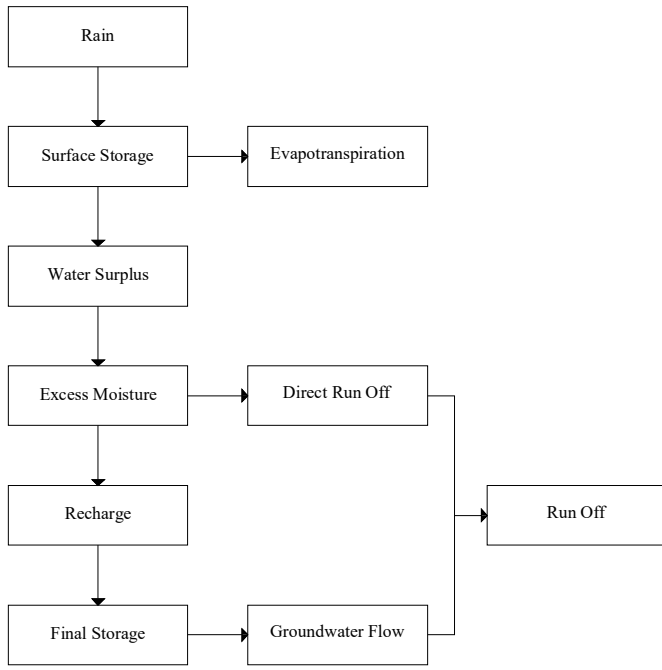 Rain
Surface Storage
Evapotranspiration
Water Surplus
Excess Moisture
Direct Run Off
Recharge
Run Off
Final Storage
Groundwater Flow